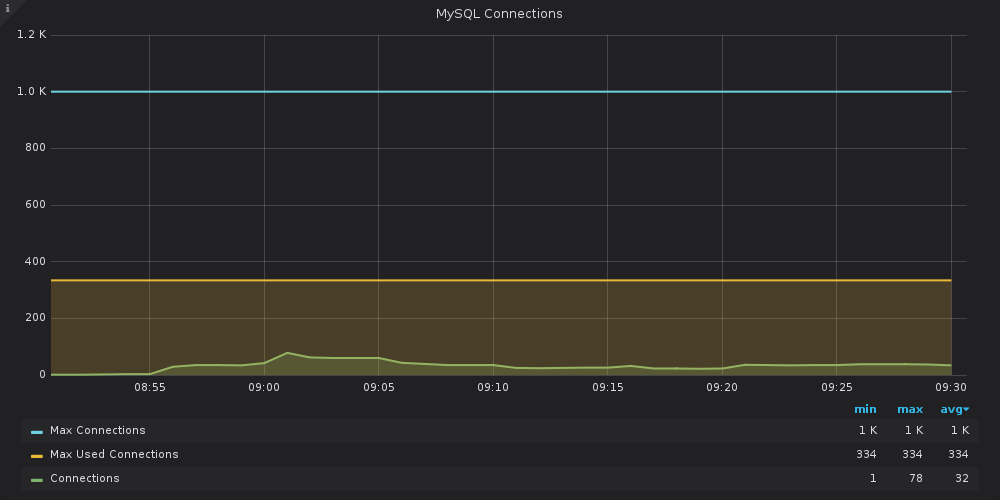 i
MySQL Connections
1.2 K
1.0 K
800
600
400
200
0
08:55 09:00 09:05 09:10 09:15 09:20 09:25 09:30
min max avg
Max Connections 1 K 1 K 1 K
Max Used Connections 334 334 334
Connections 1 78 32